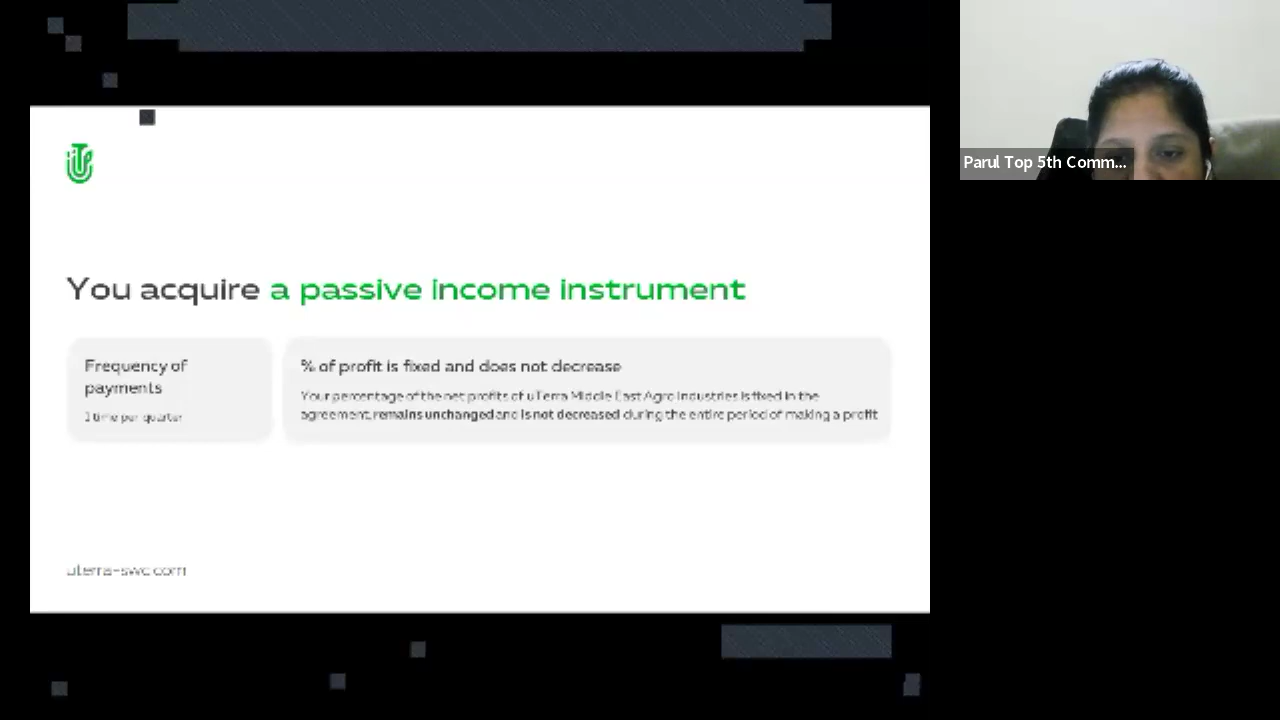 You acquire a passive income instrument
Frequency of
payments
1 time per quarter
% of profit is fixed and does not decrease
Your percentage of the net profits of uTerra Middle East Agro Industries is fixed in the
agreement, remains unchanged and is not decreased during the entire period of making a profit
uterra-swc.com
Parul Top 5th Comm...